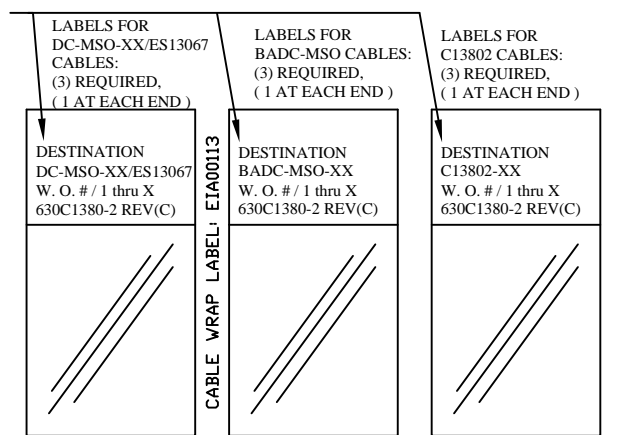 LABELS FOR
DC-MSO-XX/ES13067
CABLES:
(3) REQUIRED,
( 1 AT EACH END )
DESTINATION
DC-MSO-XX/ES13067
W. O. # / 1 thru X
630C1380-2 REV(C)
CABLE WRAP LABEL: EIA00113
LABELS FOR
BADC-MSO CABLES:
(3) REQUIRED,
( 1 AT EACH END )
DESTINATION
BADC-MSO-XX
W. O. # / 1 thru X
630C1380-2 REV(C)
LABELS FOR
C13802 CABLES:
(3) REQUIRED,
( 1 AT EACH END )
DESTINATION
C13802-XX
W. O. # / 1 thru X
630C1380-2 REV(C)